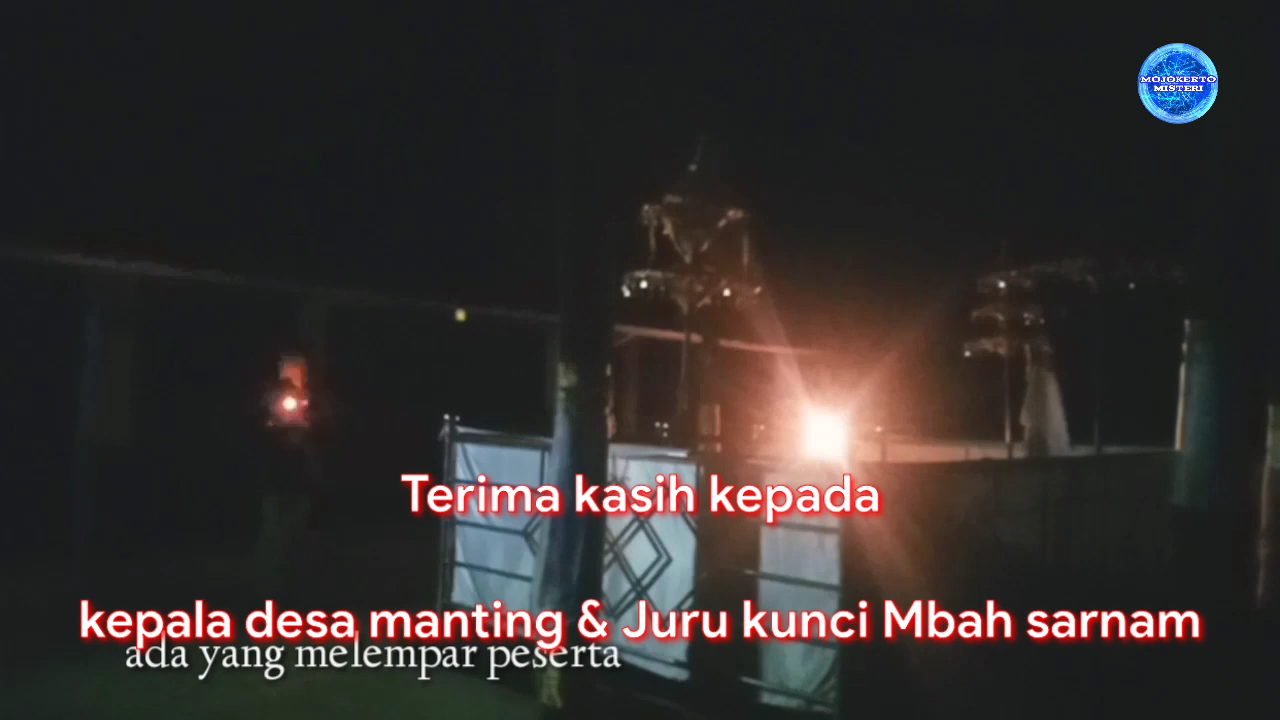 MOJOKERTO
MISTERI
Terima kasih kepada
kepala desa manting & Juru kunci Mbah sarnam
ada yang melempar peserta